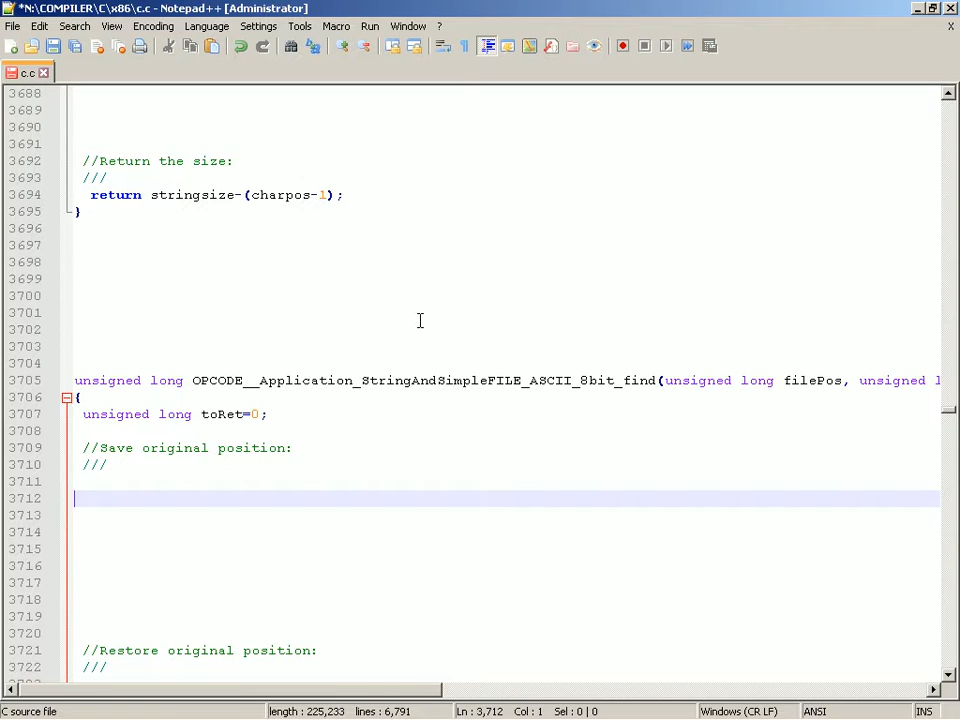 *N:\COMPILER\C\x86\c.c - Notepad++ [Administrator]
File Edit Search View Encoding Language Settings Tools Macro Run Window ? X
c.c
3688
3689
3690
3691
3692 //Return the size:
3693 ///
3694 return stringsize-(charpos-1);
3695 }
3696
3697
3698
3699
3700
3701
3702
3703
3704
3705 unsigned long OPCODE__Application_StringAndSimpleFILE_ASCII_8bit_find(unsigned long filePos, unsigned l
3706 {
3707 unsigned long toRet=0;
3708
3709 //Save original position:
3710 ///
3711
3712
3713
3714
3715
3716
3717
3718
3719
3720
3721 //Restore original position:
3722 ///
C source file length : 225,233 lines : 6,791 Ln : 3,712 Col : 1 Sel : 0 | 0 Windows (CR LF) ANSI INS